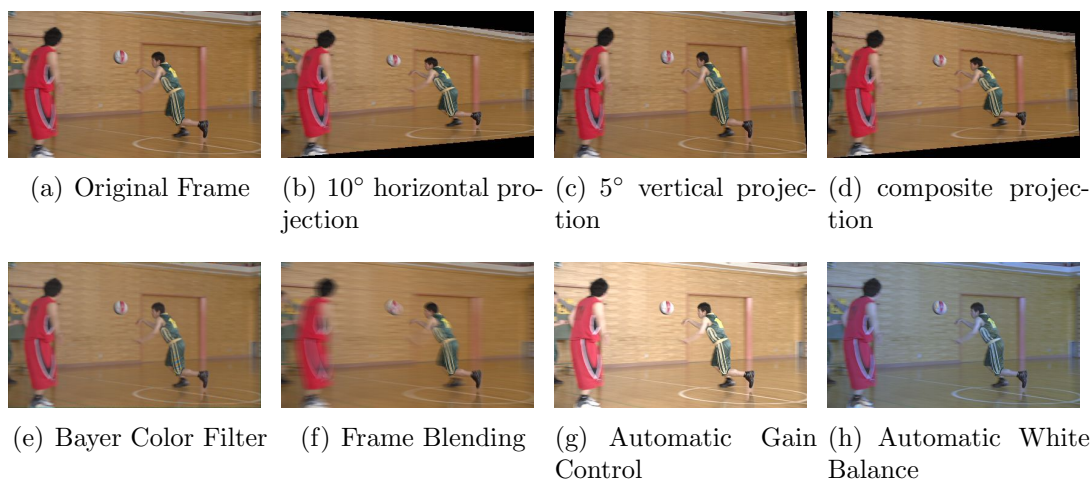 (a) Original Frame
(b) 10° horizontal pro-
jection
(c) 5° vertical projec-
tion
(d) composite projec-
tion
(e) Bayer Color Filter
(f) Frame Blending
(g) Automatic Gain
Control
(h) Automatic White
Balance